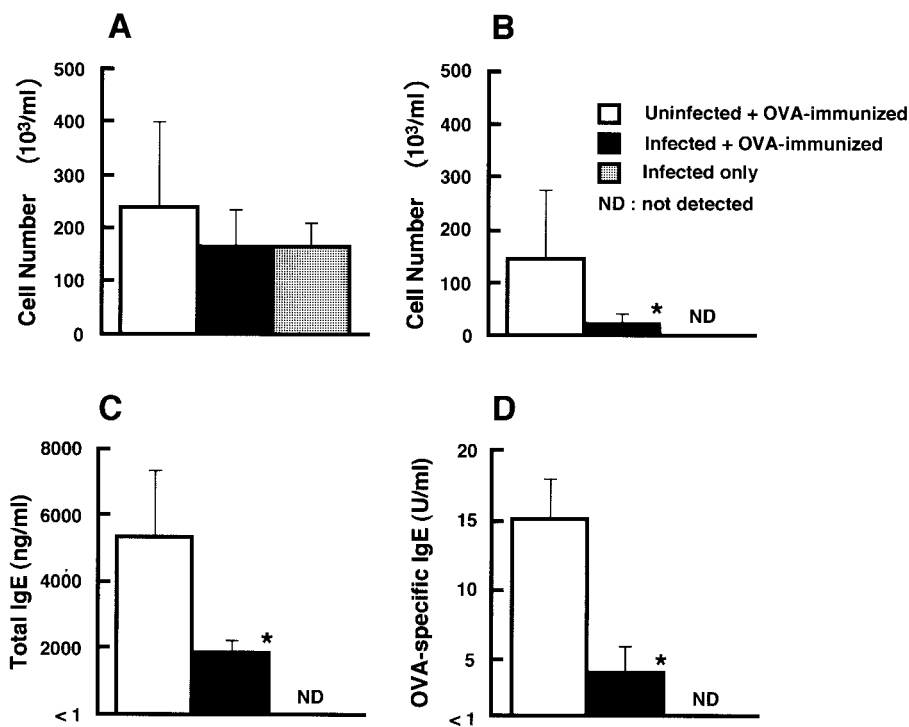 A
Cell Number (10³/ml)
500
400
300
200
100
0
B
Cell Number (10³/ml)
500
400
300
200
100
0
Uninfected + OVA-immunized
Infected + OVA-immunized
Infected only
ND : not detected
*
ND
C
Total IgE (ng/ml)
8000
6000
4000
2000
< 1
*
ND
D
OVA-specific IgE (U/ml)
20
15
10
5
< 1
*
ND